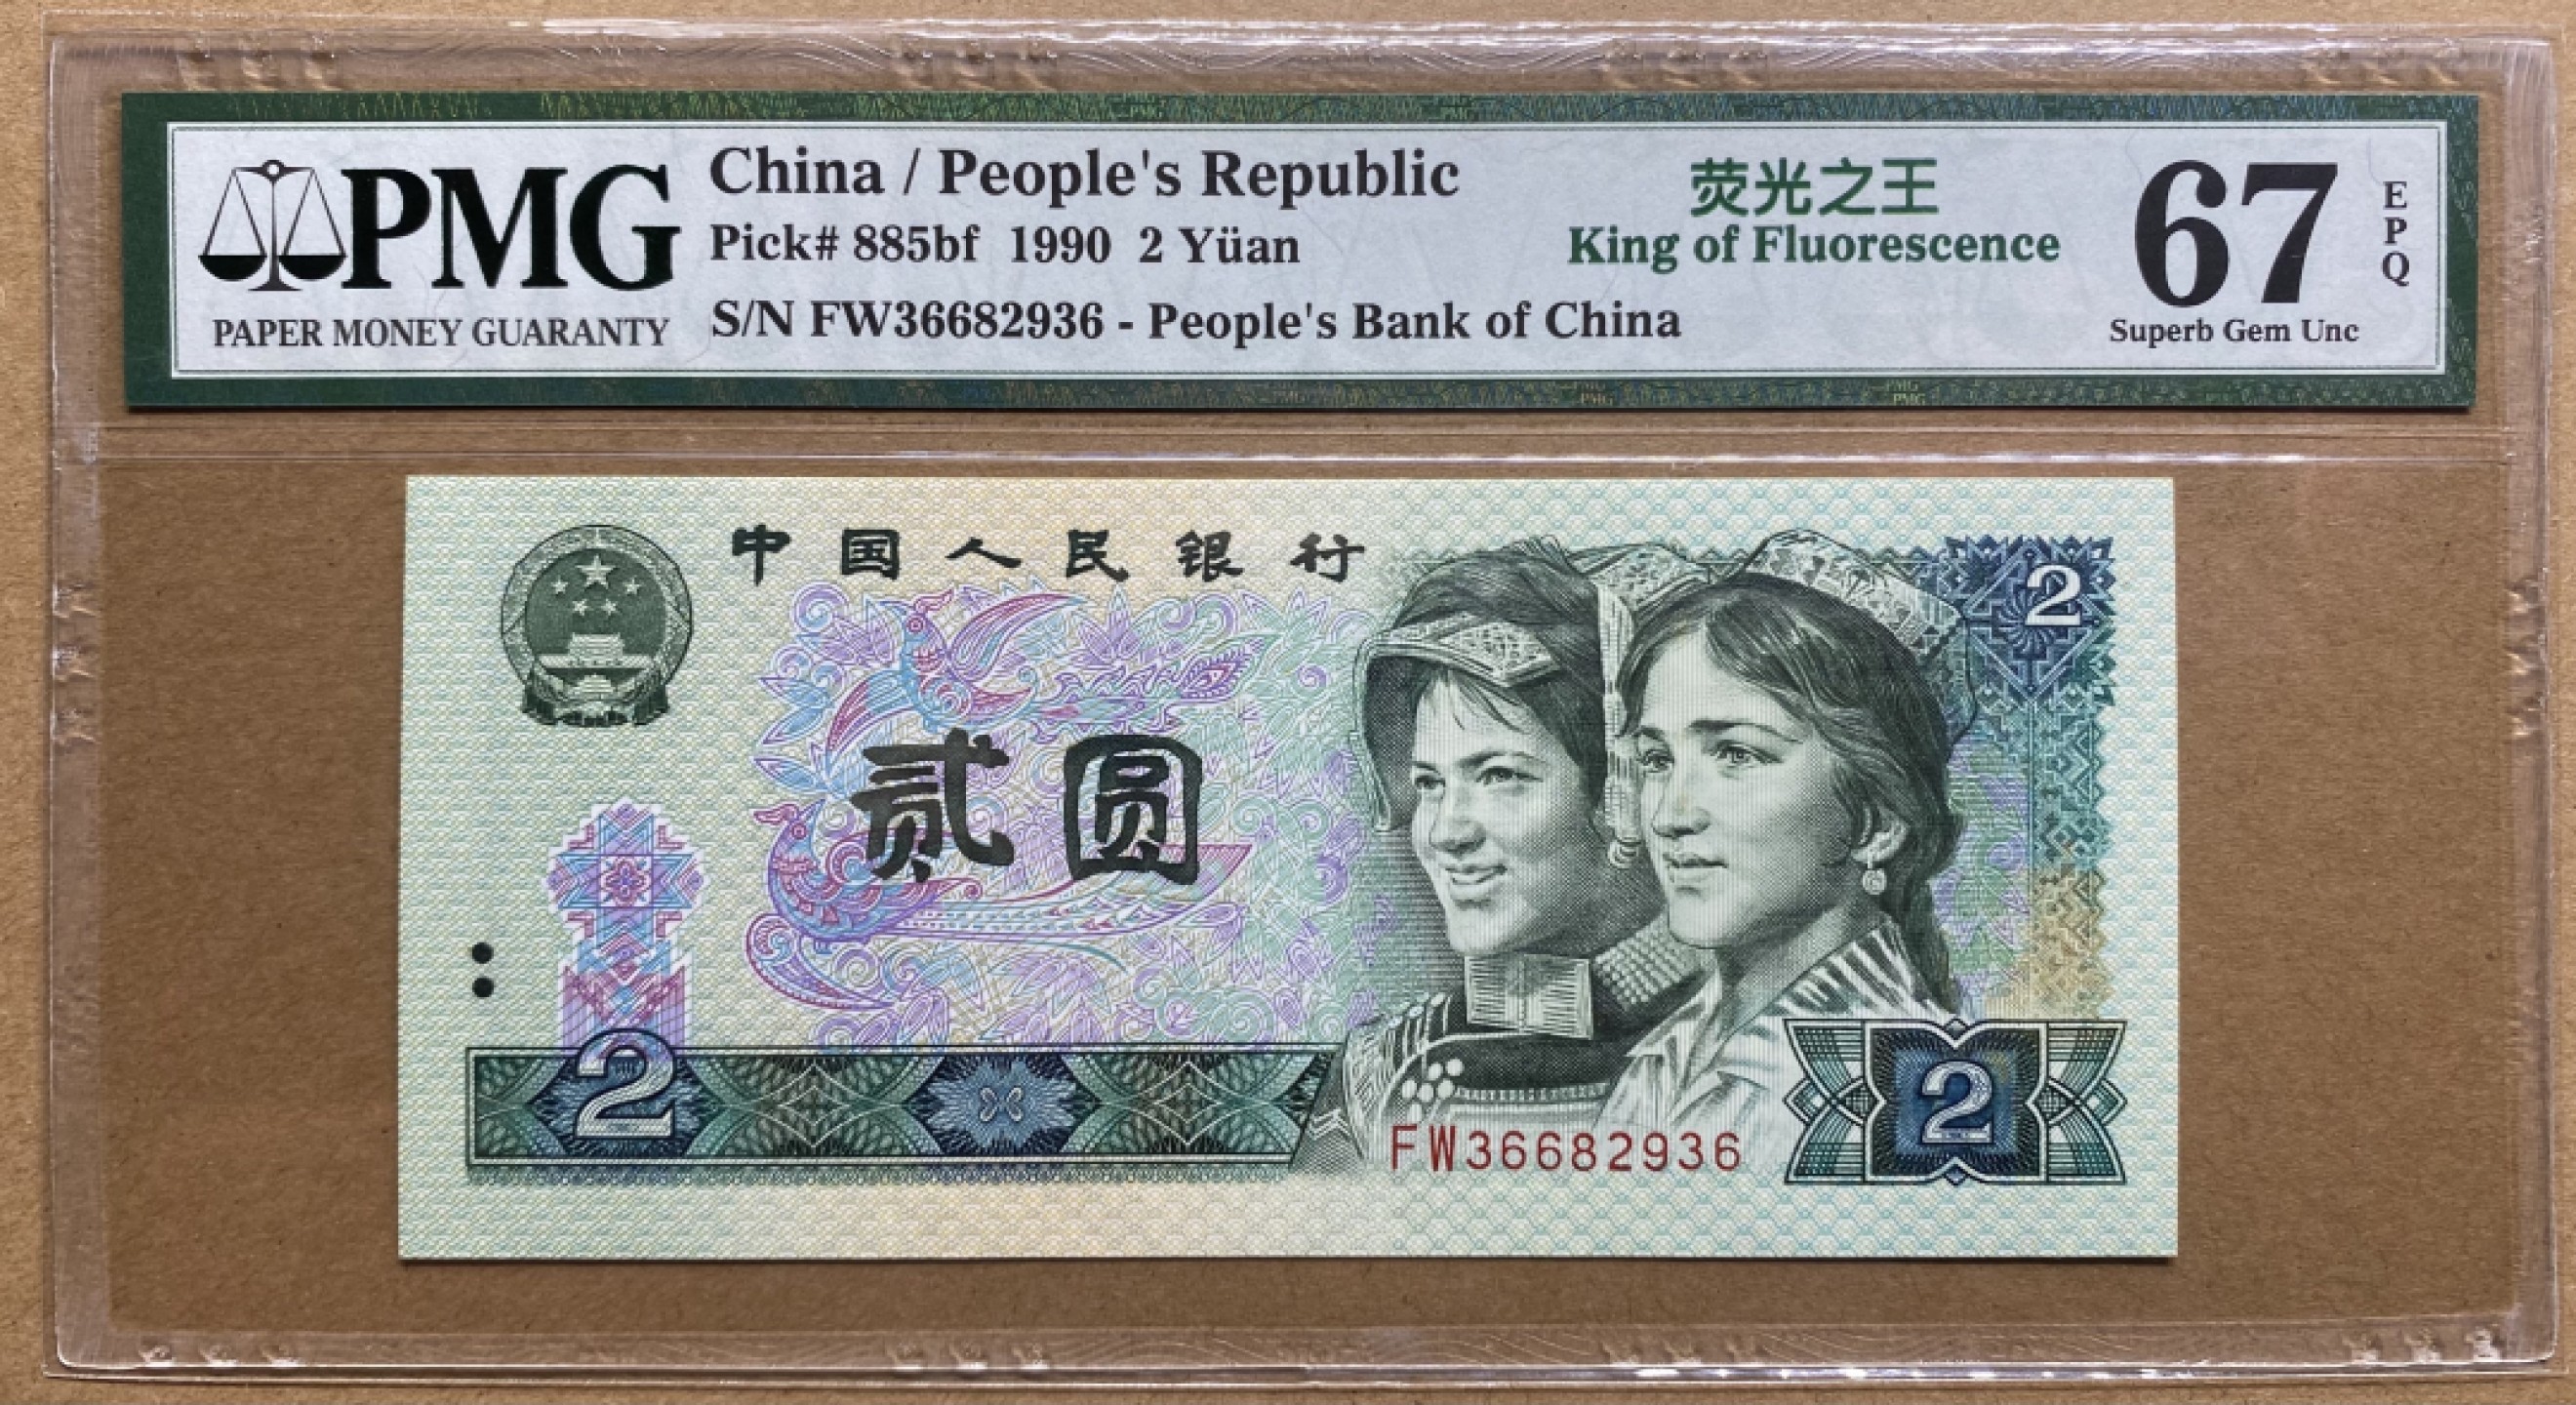 PMG
PAPER MONEY GUARANTY
China / People's Republic
Pick# 885bf 1990 2 Yüan
S/N FW36682936 - People's Bank of China
荧光之王
King of Fluorescence
67
EPQ
Superb Gem Unc
中国人民银行
2
贰圆
2
2
FW36682936